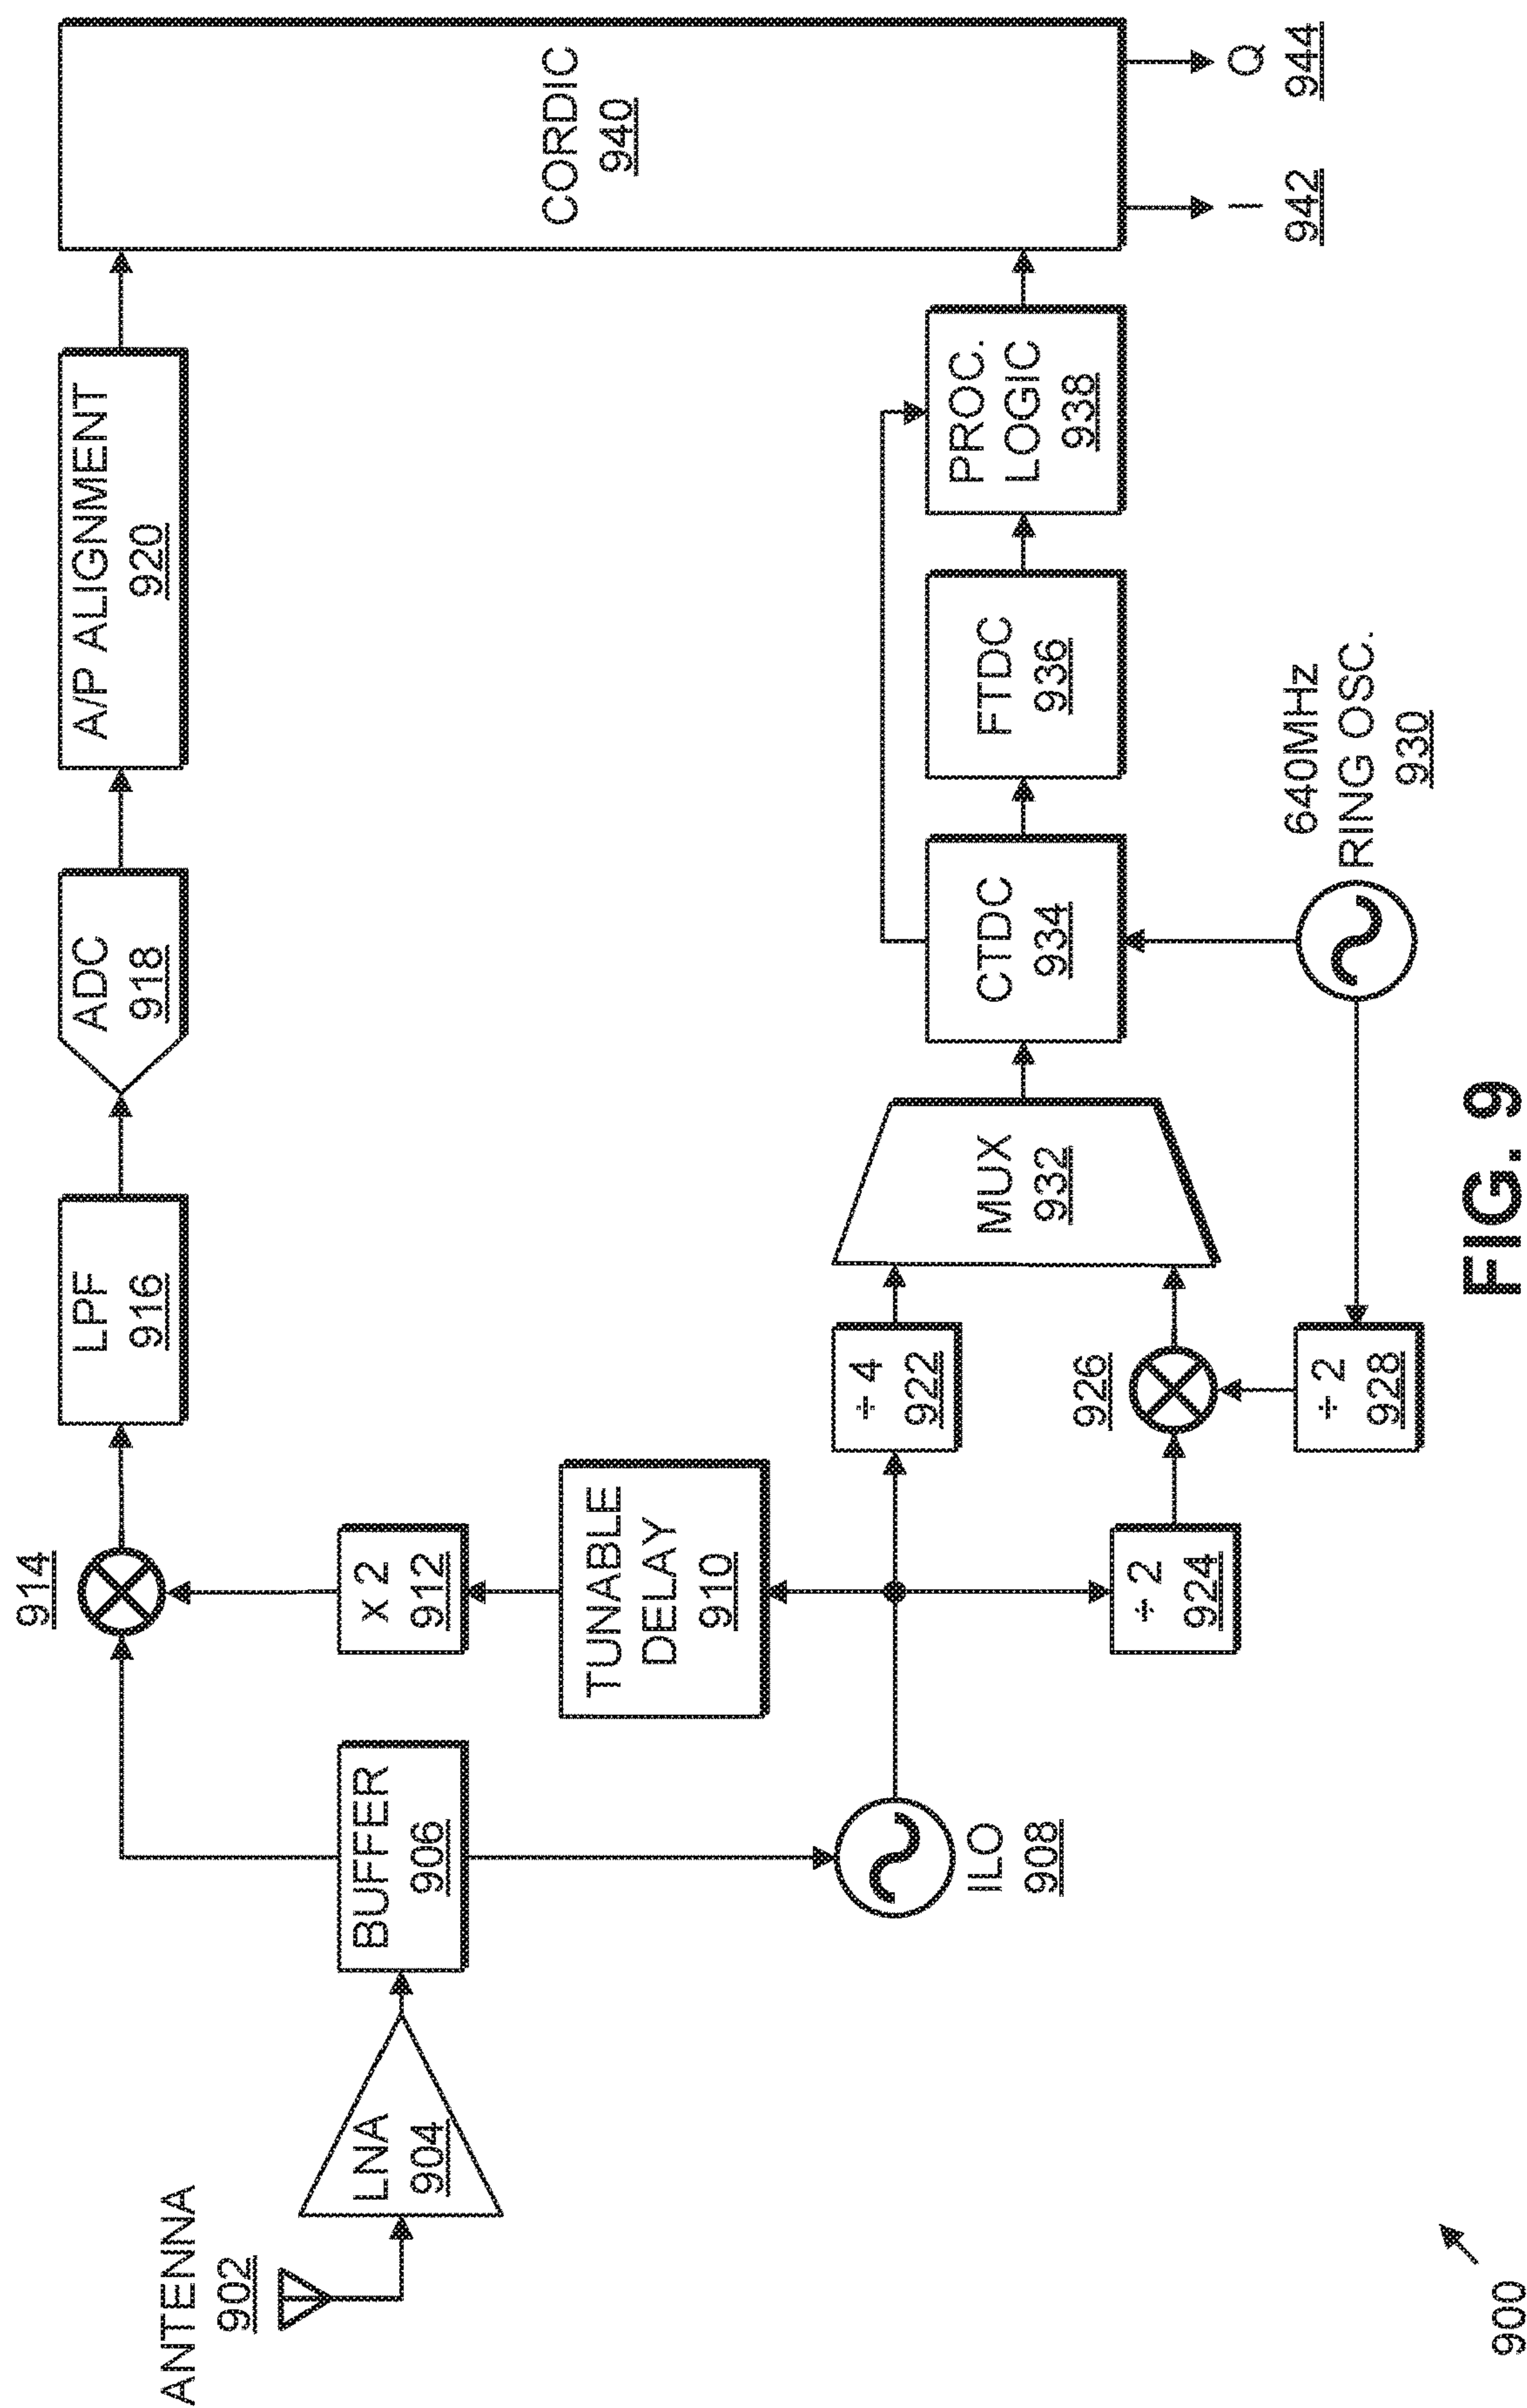 ANTENNA
902
LNA
904
BUFFER
906
ILO
908
TUNABLE
DELAY
910
x 2
912
914
LPF
916
ADC
918
A/P ALIGNMENT
920
÷ 4
922
÷ 2
924
926
÷ 2
928
640MHz
RING OSC.
930
MUX
932
CTDC
934
FTDC
936
PROC.
LOGIC
938
CORDIC
940
I
942
Q
944
900
FIG. 9